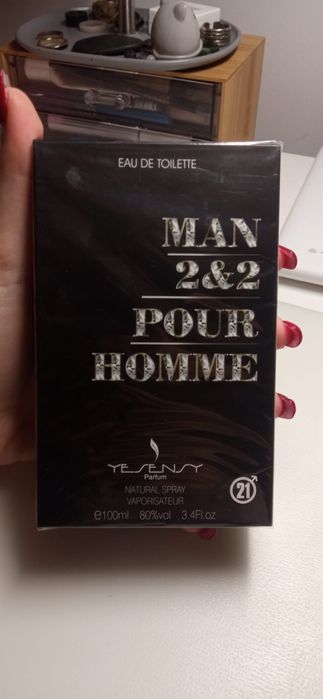 EAU DE TOILETTE
MAN
2&2
POUR
HOMME
YESENSY
Parfum
NATURAL SPRAY
VAPORISATEUR
21
℮100ml 80%vol 3.4Fl.oz